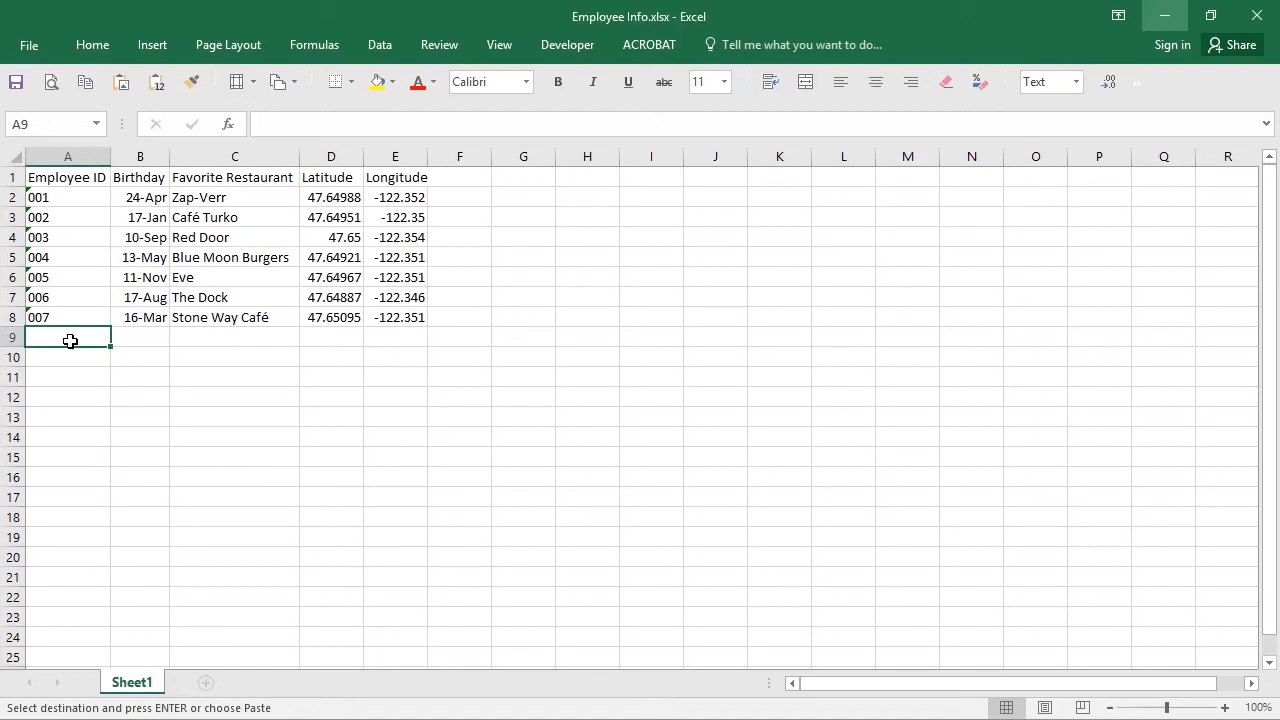 Employee Info.xlsx - Excel
File Home Insert Page Layout Formulas Data Review View Developer ACROBAT Tell me what you want to do... Sign in Share
12 A Calibri B I U abc 11 % Text .00
A9 fx
A B C D E F G H I J K L M N O P Q R
1 Employee ID Birthday Favorite Restaurant Latitude Longitude
2 001 24-Apr Zap-Verr 47.64988 -122.352
3 002 17-Jan Café Turko 47.64951 -122.35
4 003 10-Sep Red Door 47.65 -122.354
5 004 13-May Blue Moon Burgers 47.64921 -122.351
6 005 11-Nov Eve 47.64967 -122.351
7 006 17-Aug The Dock 47.64887 -122.346
8 007 16-Mar Stone Way Café 47.65095 -122.351
9
10
11
12
13
14
15
16
17
18
19
20
21
22
23
24
25
Sheet1
Select destination and press ENTER or choose Paste 100%